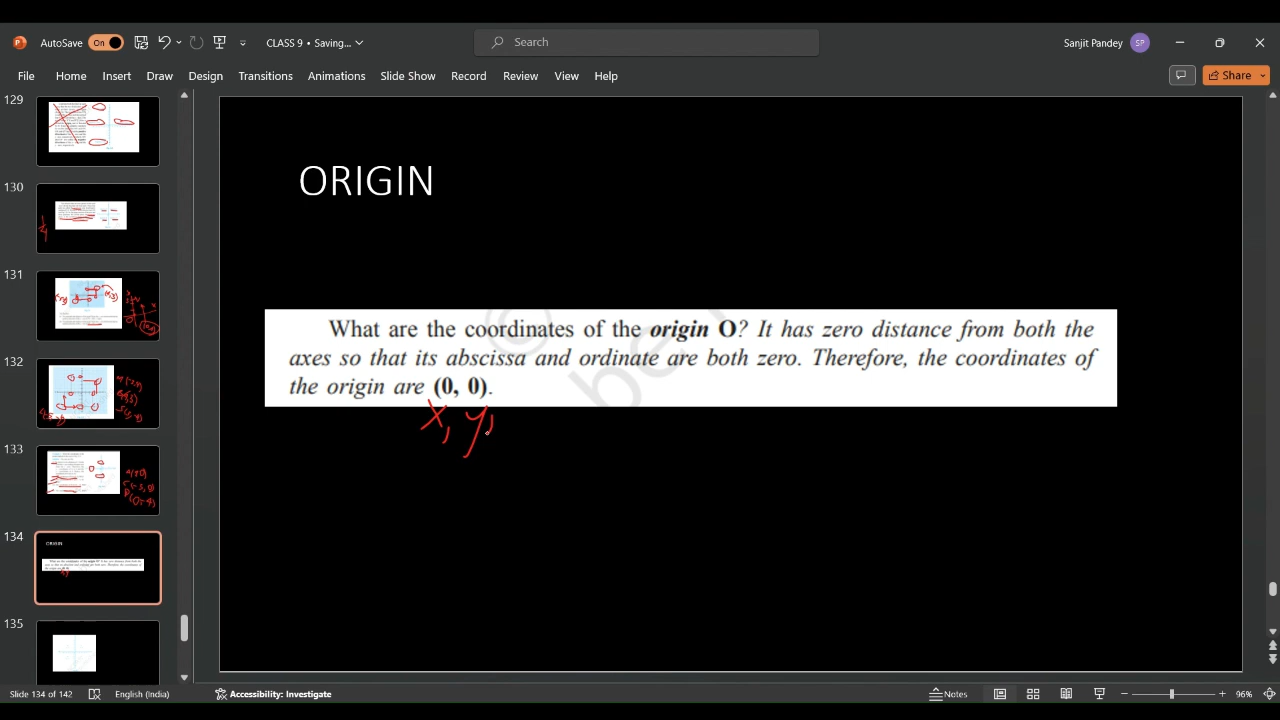 AutoSave On CLASS 9 • Saving... Search Sanjit Pandey SP
File Home Insert Draw Design Transitions Animations Slide Show Record Review View Help Share
129
130
131
132
133
134
135
ORIGIN
What are the coordinates of the origin O? It has zero distance from both the
axes so that its abscissa and ordinate are both zero. Therefore, the coordinates of
the origin are (0, 0).
x, y,
Slide 134 of 142 English (India) Accessibility: Investigate Notes 96%